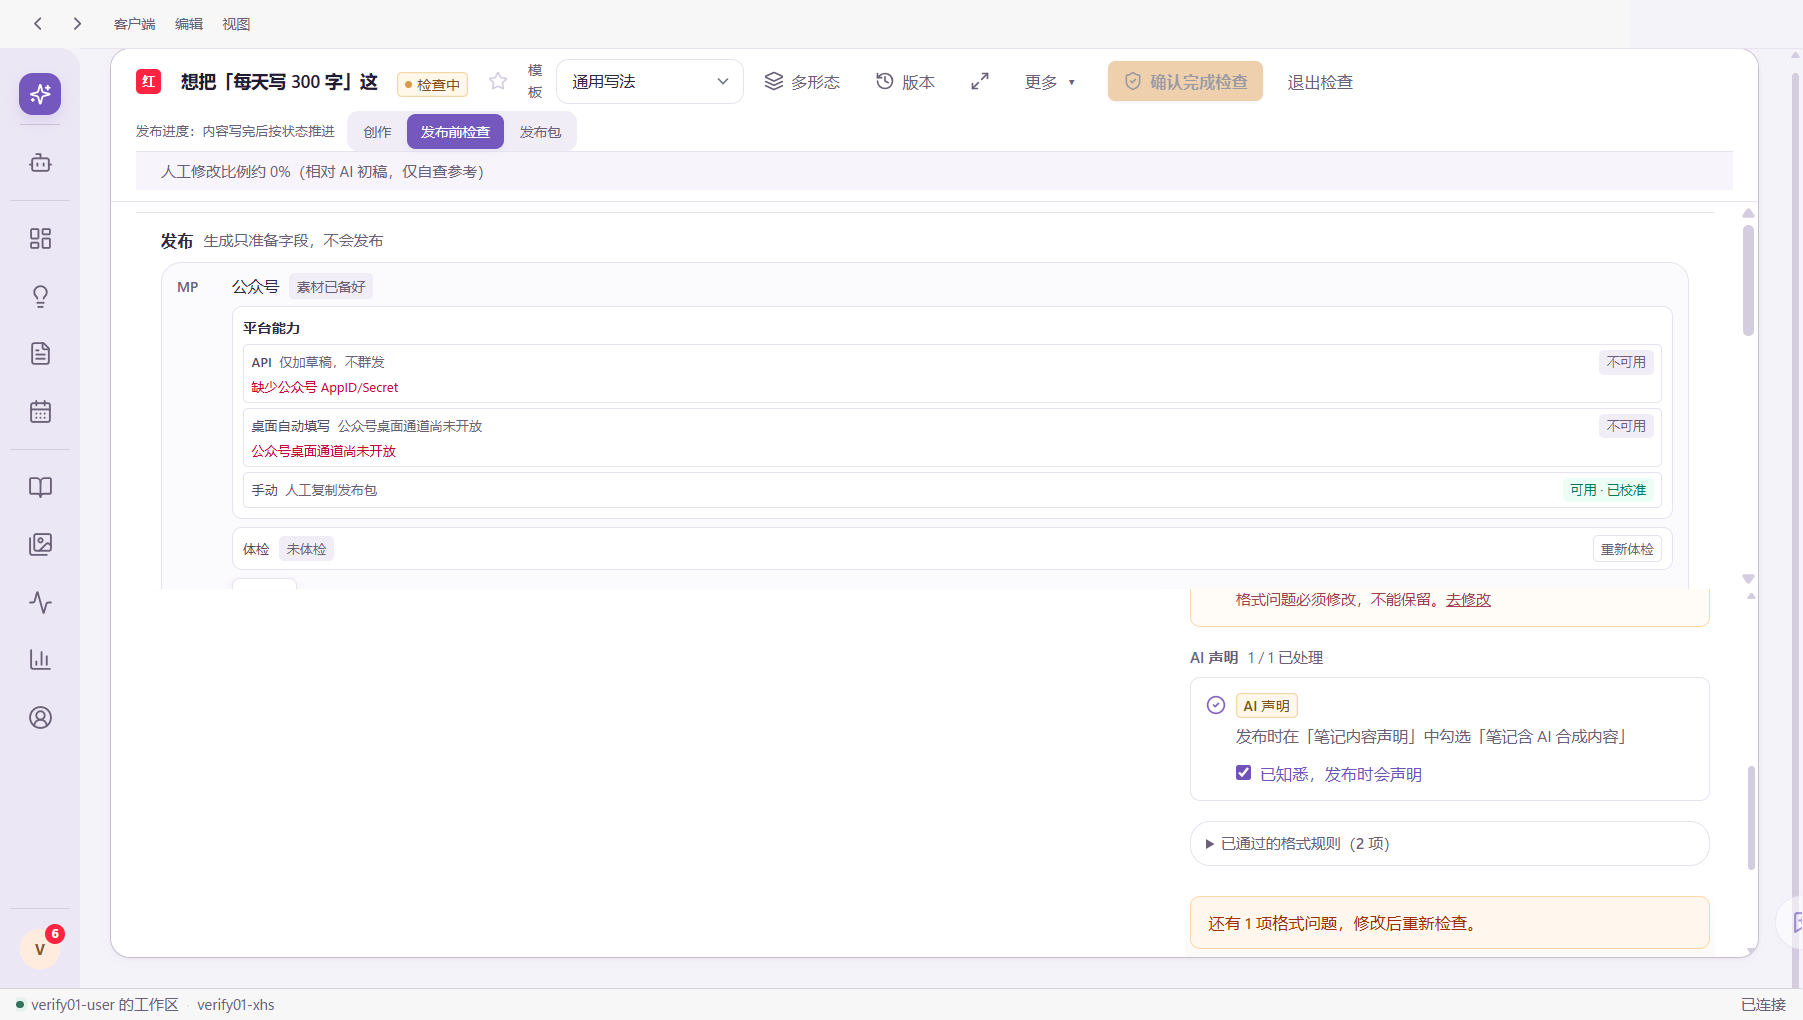 客户端 编辑 视图
红 想把「每天写 300 字」这 检查中 模板 通用写法 多形态 版本 更多 确认完成检查 退出检查
发布进度：内容写完后按状态推进 创作 发布前检查 发布包
人工修改比例约 0%（相对 AI 初稿，仅自查参考）
发布 生成只准备字段，不会发布
MP 公众号 素材已备好
平台能力
API 仅加草稿，不群发 不可用
缺少公众号 AppID/Secret
桌面自动填写 公众号桌面通道尚未开放 不可用
公众号桌面通道尚未开放
手动 人工复制发布包 可用 · 已校准
体检 未体检 重新体检
格式问题必须修改，不能保留。去修改
AI 声明 1 / 1 已处理
AI 声明
发布时在「笔记内容声明」中勾选「笔记含 AI 合成内容」
已知悉，发布时会声明
已通过的格式规则（2 项）
还有 1 项格式问题，修改后重新检查。
6
V
verify01-user 的工作区 · verify01-xhs 已连接